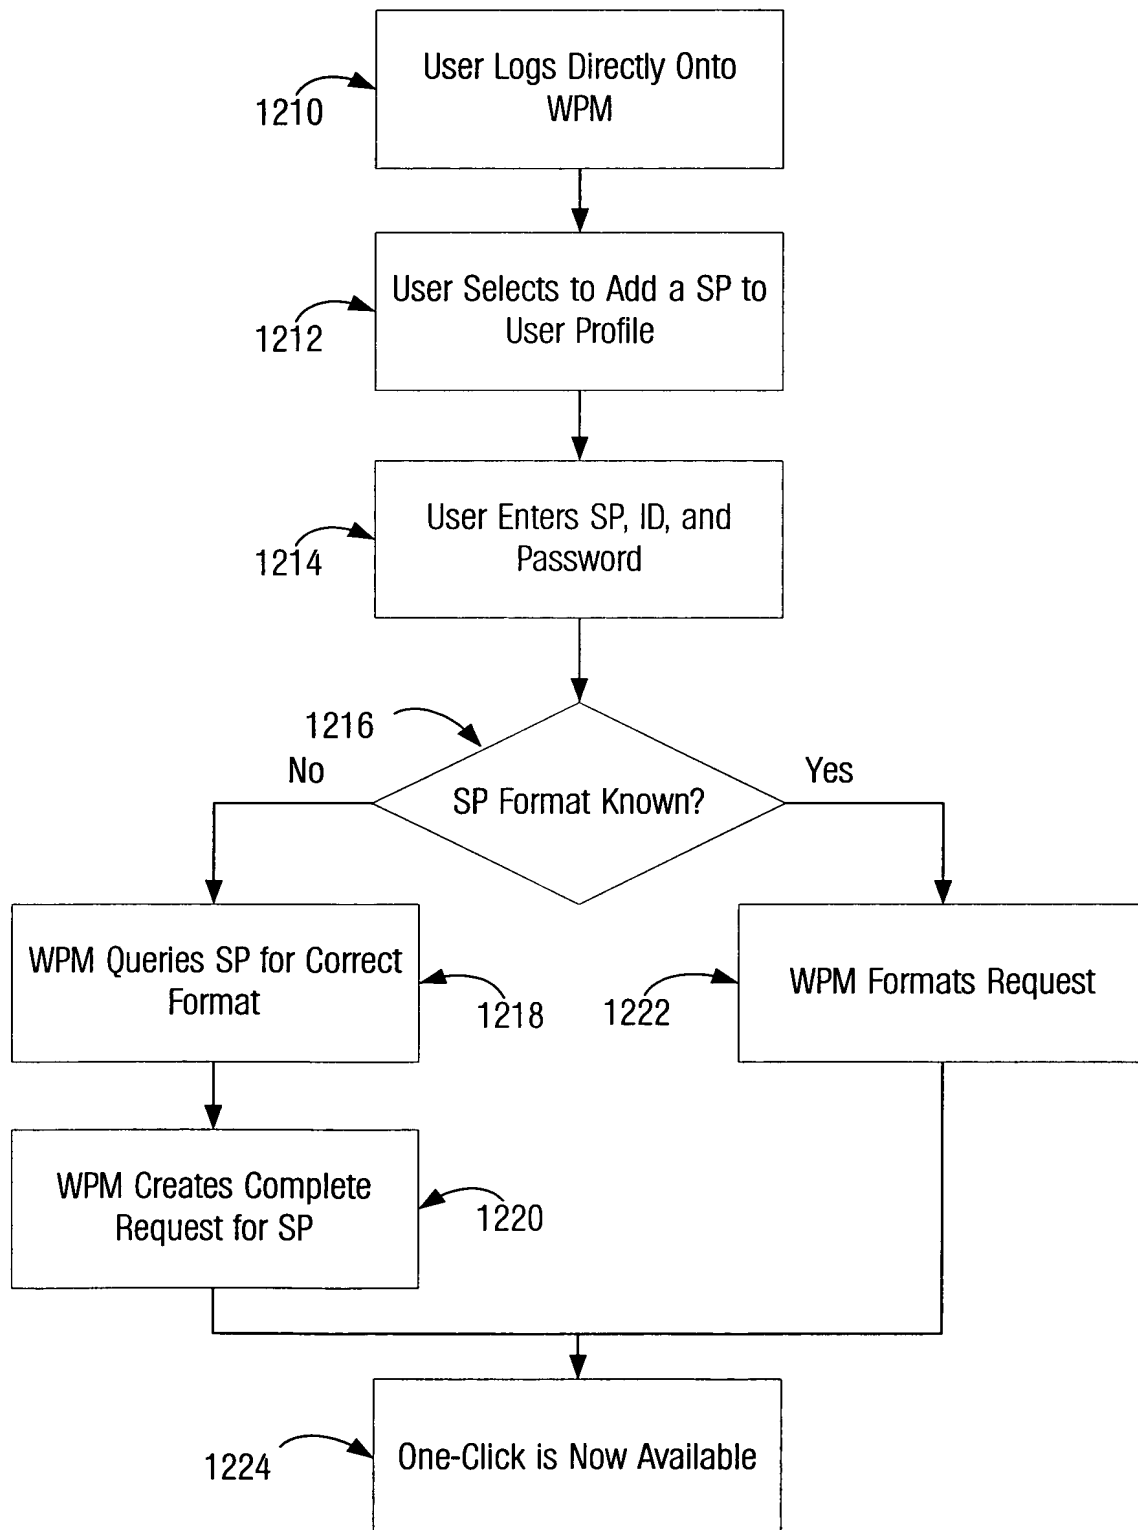 User Logs Directly Onto
WPM
1210
User Selects to Add a SP to
User Profile
1212
User Enters SP, ID, and
Password
1214
1216
No
Yes
SP Format Known?
WPM Queries SP for Correct
Format
1218
1222
WPM Formats Request
WPM Creates Complete
Request for SP
1220
One-Click is Now Available
1224